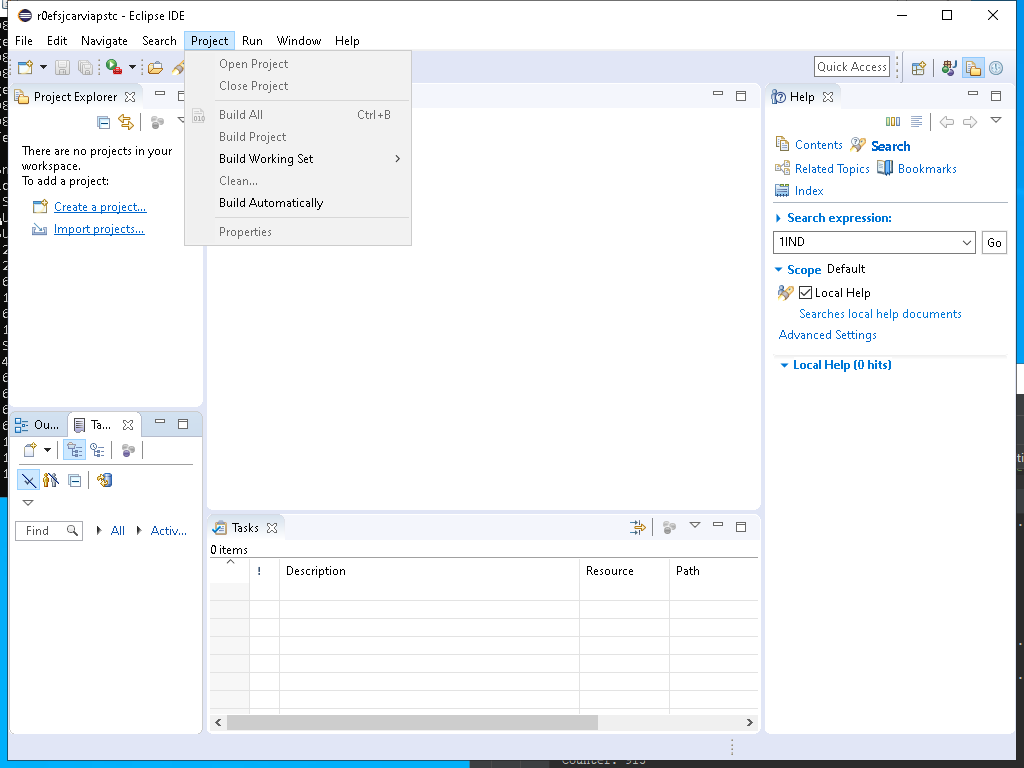 r0efsjcarviapstc - Eclipse IDE
File Edit Navigate Search Project Run Window Help
Quick Access
Open Project
Close Project
Build All Ctrl+B
Build Project
Build Working Set
Clean...
Build Automatically
Properties
Project Explorer
There are no projects in your
workspace.
To add a project:
Create a project...
Import projects...
Ou...
Ta...
Find
All
Activ...
Tasks
0 items
! Description Resource Path
Help
Contents Search
Related Topics Bookmarks
Index
Search expression:
1IND
Go
Scope Default
Local Help
Searches local help documents
Advanced Settings
Local Help (0 hits)